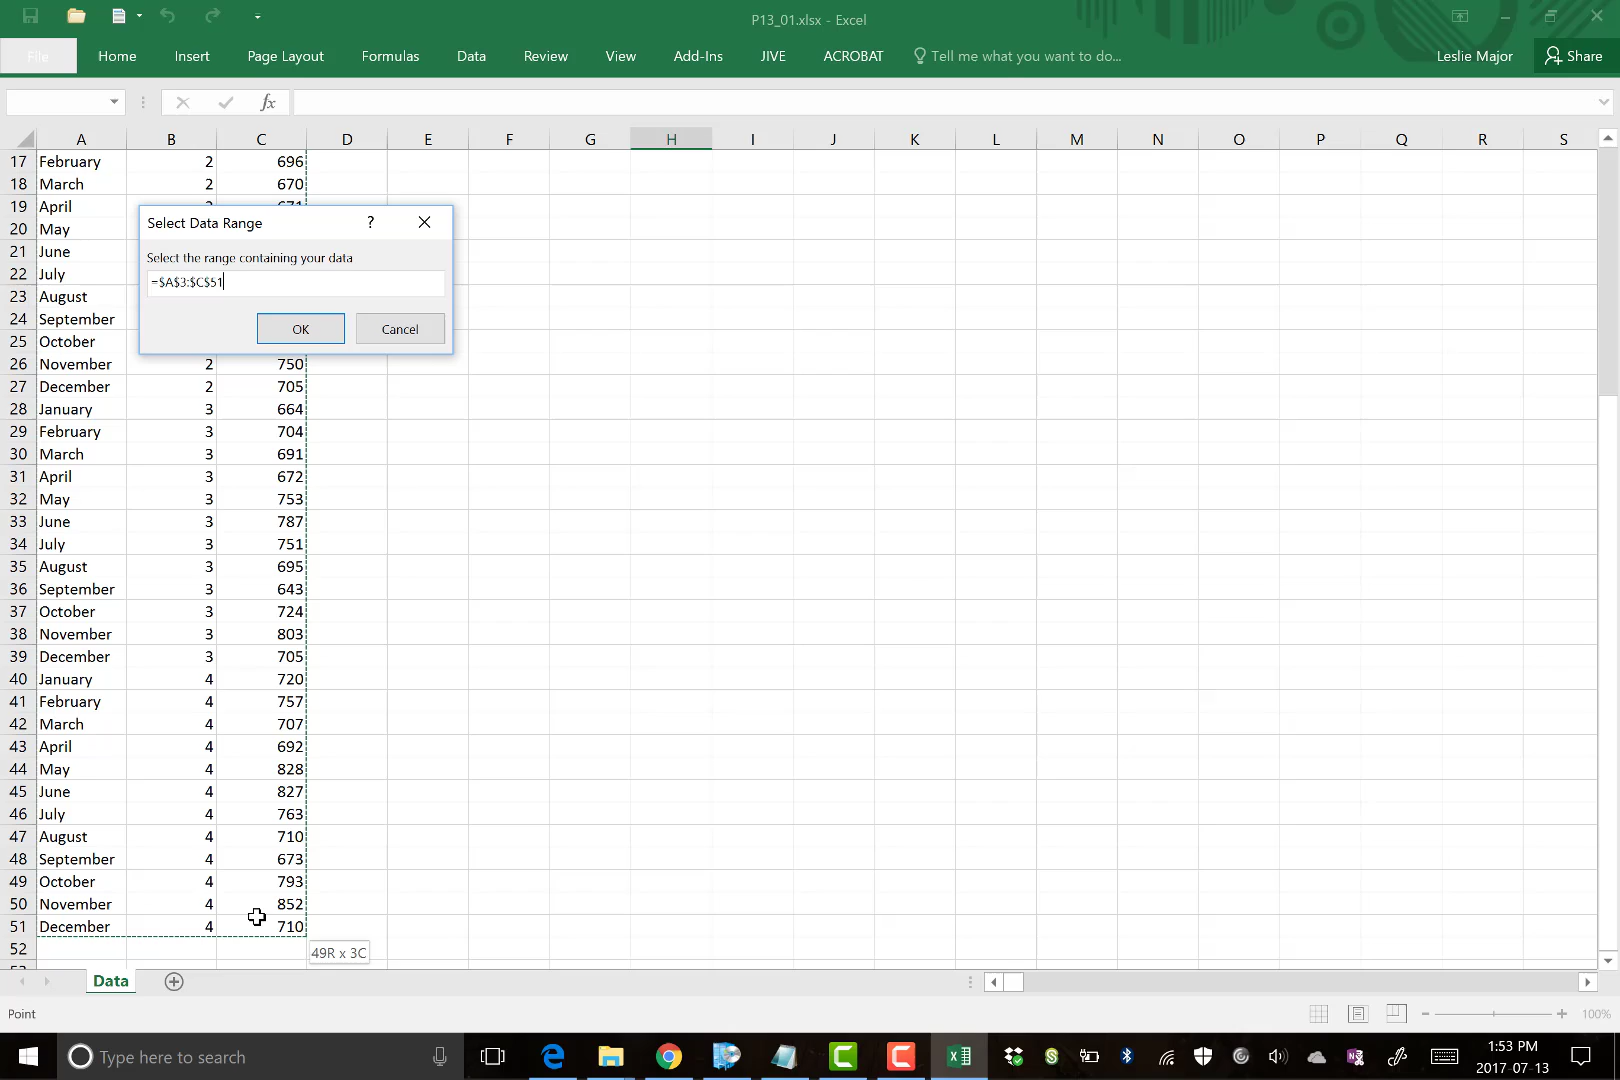 P13_01.xlsx - Excel
File Home Insert Page Layout Formulas Data Review View Add-Ins JIVE ACROBAT Tell me what you want to do... Leslie Major Share
fx
A B C D E F G H I J K L M N O P Q R S
17 February 2 696
18 March 2 670
19 April
20 May
21 June
22 July
23 August
24 September
25 October
26 November 2 750
27 December 2 705
28 January 3 664
29 February 3 704
30 March 3 691
31 April 3 672
32 May 3 753
33 June 3 787
34 July 3 751
35 August 3 695
36 September 3 643
37 October 3 724
38 November 3 803
39 December 3 705
40 January 4 720
41 February 4 757
42 March 4 707
43 April 4 692
44 May 4 828
45 June 4 827
46 July 4 763
47 August 4 710
48 September 4 673
49 October 4 793
50 November 4 852
51 December 4 710
52
Select Data Range ?
Select the range containing your data
=$A$3:$C$51
OK Cancel
49R x 3C
Data
Point 100%
Type here to search
1:53 PM
2017-07-13